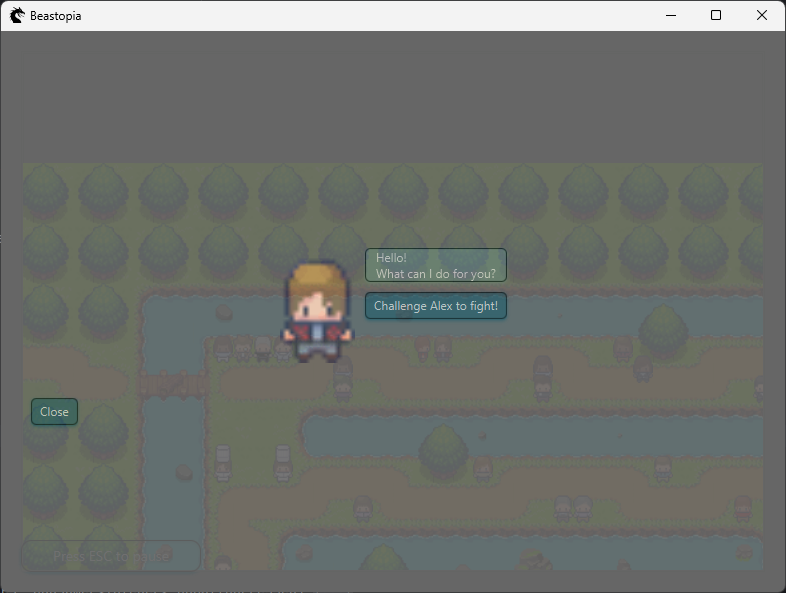 Beastopia
Hello!
What can I do for you?
Challenge Alex to fight!
Close
Press ESC to pause